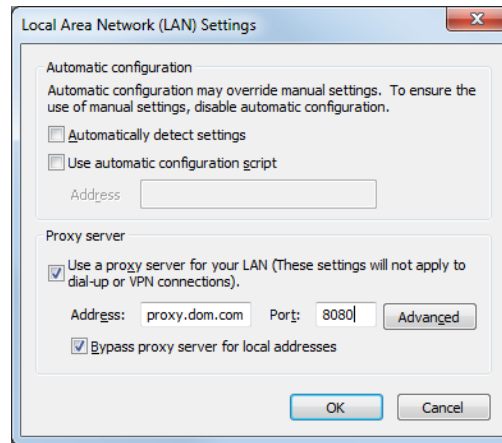 Local Area Network (LAN) Settings
Automatic configuration
Automatic configuration may override manual settings. To ensure the
use of manual settings, disable automatic configuration.
Automatically detect settings
Use automatic configuration script
Address
Proxy server
Use a proxy server for your LAN (These settings will not apply to
dial-up or VPN connections).
Address: proxy.dom.com Port: 8080 Advanced
Bypass proxy server for local addresses
OK Cancel